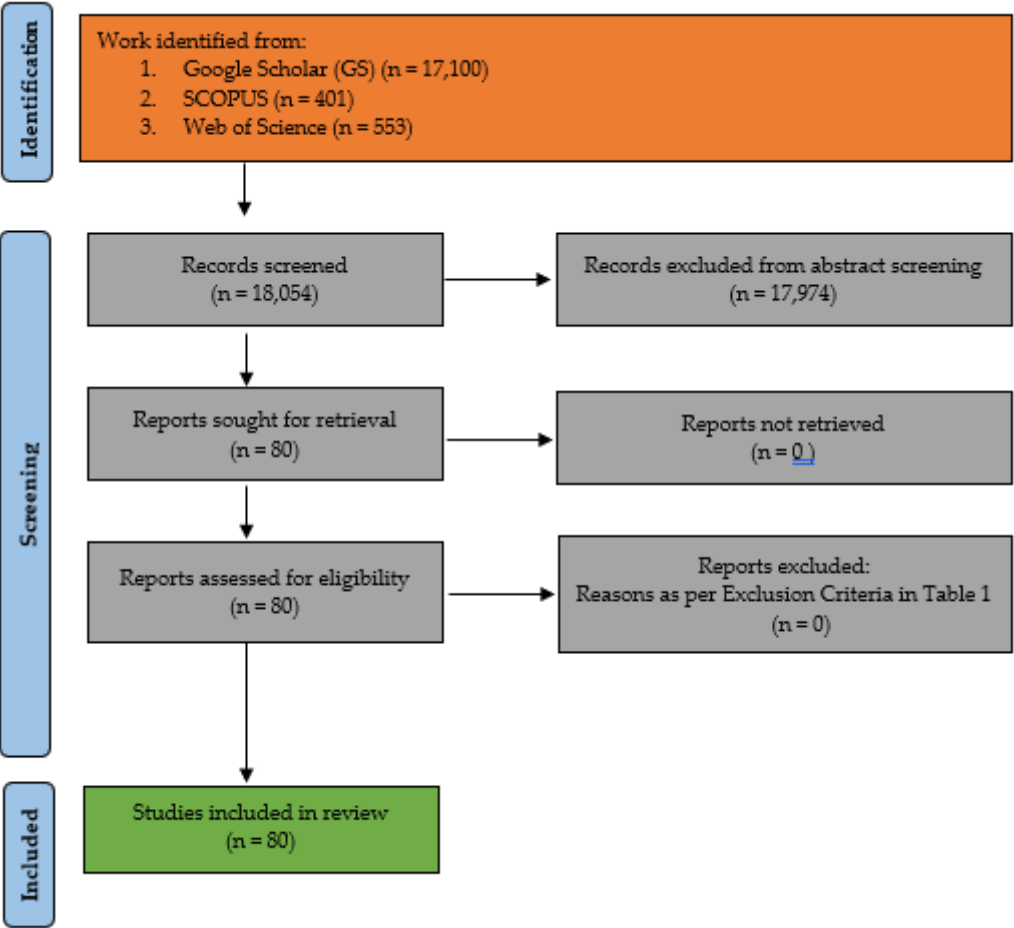 Identification
Work identified from:
1. Google Scholar (GS) (n = 17,100)
2. SCOPUS (n = 401)
3. Web of Science (n = 553)
Screening
Records screened
(n = 18,054)
Records excluded from abstract screening
(n = 17,974)
Reports sought for retrieval
(n = 80)
Reports not retrieved
(n = 0 )
Reports assessed for eligibility
(n = 80)
Reports excluded:
Reasons as per Exclusion Criteria in Table 1
(n = 0)
Included
Studies included in review
(n = 80)